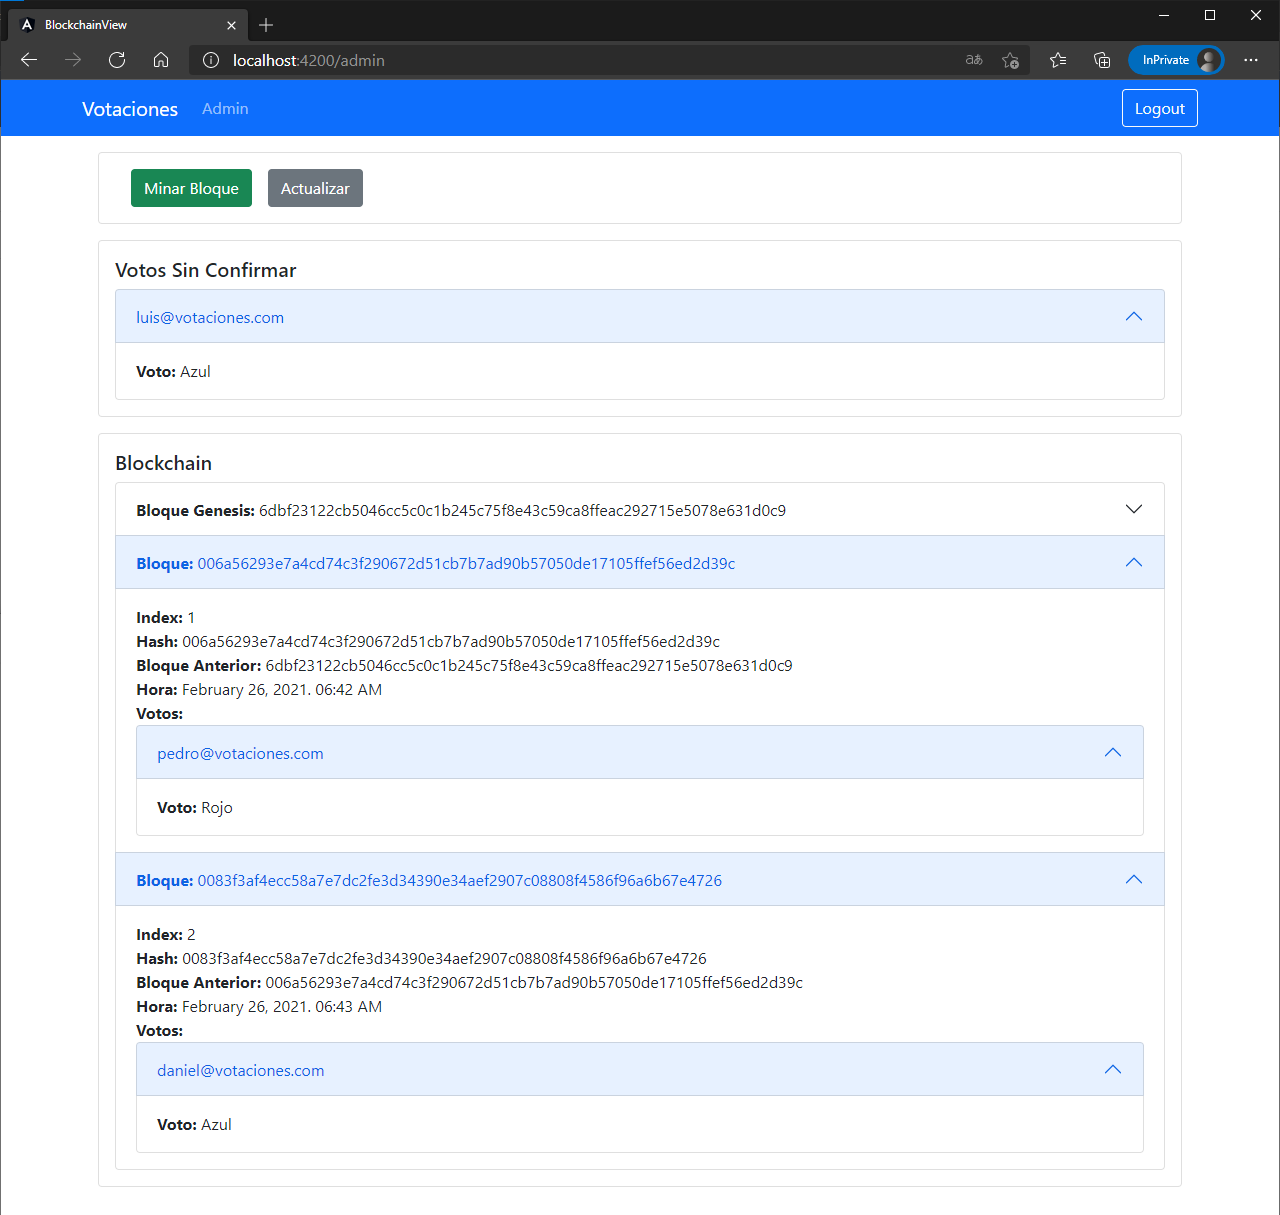 BlockchainView
localhost:4200/admin
InPrivate
Votaciones Admin Logout
Minar Bloque Actualizar
Votos Sin Confirmar
luis@votaciones.com
Voto: Azul
Blockchain
Bloque Genesis: 6dbf23122cb5046cc5c0c1b245c75f8e43c59ca8ffeac292715e5078e631d0c9
Bloque: 006a56293e7a4cd74c3f290672d51cb7b7ad90b57050de17105ffef56ed2d39c
Index: 1
Hash: 006a56293e7a4cd74c3f290672d51cb7b7ad90b57050de17105ffef56ed2d39c
Bloque Anterior: 6dbf23122cb5046cc5c0c1b245c75f8e43c59ca8ffeac292715e5078e631d0c9
Hora: February 26, 2021. 06:42 AM
Votos:
pedro@votaciones.com
Voto: Rojo
Bloque: 0083f3af4ecc58a7e7dc2fe3d34390e34aef2907c08808f4586f96a6b67e4726
Index: 2
Hash: 0083f3af4ecc58a7e7dc2fe3d34390e34aef2907c08808f4586f96a6b67e4726
Bloque Anterior: 006a56293e7a4cd74c3f290672d51cb7b7ad90b57050de17105ffef56ed2d39c
Hora: February 26, 2021. 06:43 AM
Votos:
daniel@votaciones.com
Voto: Azul